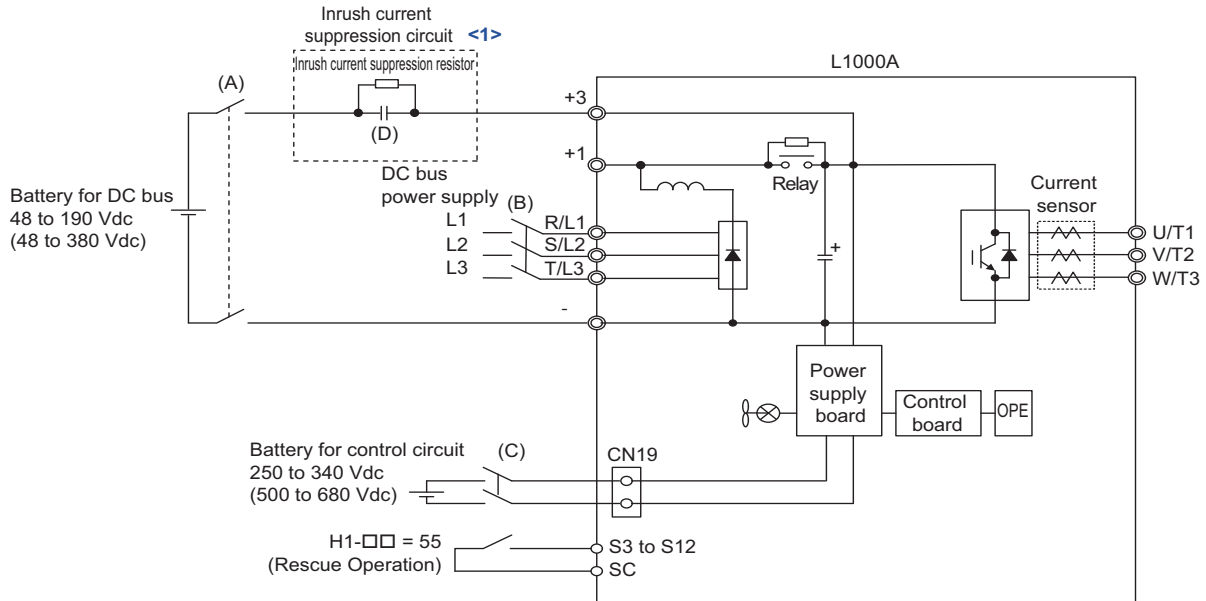 Inrush current
suppression circuit <1>
Inrush current suppression resistor
(A)
(D)
L1000A
+3
+1
DC bus
power supply
(B)
Battery for DC bus
48 to 190 Vdc
(48 to 380 Vdc)
L1
L2
L3
R/L1
S/L2
T/L3
-
Relay
+
Current
sensor
U/T1
V/T2
W/T3
Power
supply
board
Control
board
OPE
Battery for control circuit
250 to 340 Vdc
(500 to 680 Vdc)
(C)
CN19
H1-□□ = 55
(Rescue Operation)
S3 to S12
SC